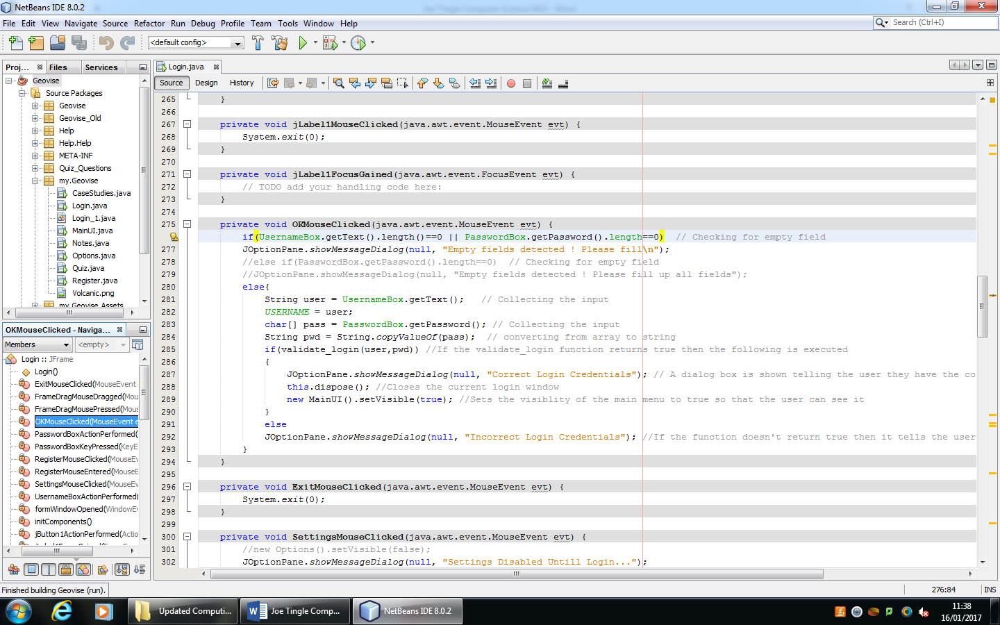 NetBeans IDE 8.0.2
File Edit View Navigate Source Refactor Run Debug Profile Team Tools Window Help
Search (Ctrl+I)
<default config>
Proj... Files Services
Geovise
Source Packages
Geovise
Geovise_Old
Help
Help.Help
META-INF
Quiz_Questions
my.Geovise
CaseStudies.java
Login.java
Login_1.java
MainUI.java
Notes.java
Options.java
Quiz.java
Register.java
Volcanic.png
my.Geovise.Assets
OKMouseClicked - Naviga...
Members <empty>
Login :: JFrame
Login()
ExitMouseClicked(MouseEvent
FrameDragMouseDragged(Mou
FrameDragMousePressed(Mous
OKMouseClicked(MouseEvent e
PasswordBoxActionPerformed(
PasswordBoxKeyPressed(KeyE
RegisterMouseClicked(MouseEv
RegisterMouseEntered(MouseE
SettingsMouseClicked(MouseEv
UsernameBoxActionPerformed(
formWindowOpened(WindowEv
initComponents()
jButton1ActionPerformed(Actio
Login.java
Source Design History
265 }
266
267 private void jLabel1MouseClicked(java.awt.event.MouseEvent evt) {
268 System.exit(0);
269 }
270
271 private void jLabel1FocusGained(java.awt.event.FocusEvent evt) {
272 // TODO add your handling code here:
273 }
274
275 private void OKMouseClicked(java.awt.event.MouseEvent evt) {
if(UsernameBox.getText().length()==0 || PasswordBox.getPassword().length==0) // Checking for empty field
277 JOptionPane.showMessageDialog(null, "Empty fields detected ! Please fill\n");
278 //else if(PasswordBox.getPassword().length==0) // Checking for empty field
279 //JOptionPane.showMessageDialog(null, "Empty fields detected ! Please fill up all fields");
280 else{
281 String user = UsernameBox.getText(); // Collecting the input
282 USERNAME = user;
283 char[] pass = PasswordBox.getPassword(); // Collecting the input
284 String pwd = String.copyValueOf(pass); // converting from array to string
285 if(validate_login(user,pwd)) //If the validate_login function returns true then the following is executed
286 {
287 JOptionPane.showMessageDialog(null, "Correct Login Credentials"); // A dialog box is shown telling the user they have the co
288 this.dispose(); //Closes the current login window
289 new MainUI().setVisible(true); //Sets the visiblity of the main menu to true so that the user can see it
290 }
291 else
292 JOptionPane.showMessageDialog(null, "Incorrect Login Credentials"); //If the function doesn't return true then it tells the user
293 }
294 }
295
296 private void ExitMouseClicked(java.awt.event.MouseEvent evt) {
297 System.exit(0);
298 }
299
300 private void SettingsMouseClicked(java.awt.event.MouseEvent evt) {
301 //new Options().setVisible(false);
302 JOptionPane.showMessageDialog(null, "Settings Disabled Untill Login...");
Finished building Geovise (run).
276:84 INS
Updated Computi...
Joe Tingle Comp...
NetBeans IDE 8.0.2
11:38
16/01/2017